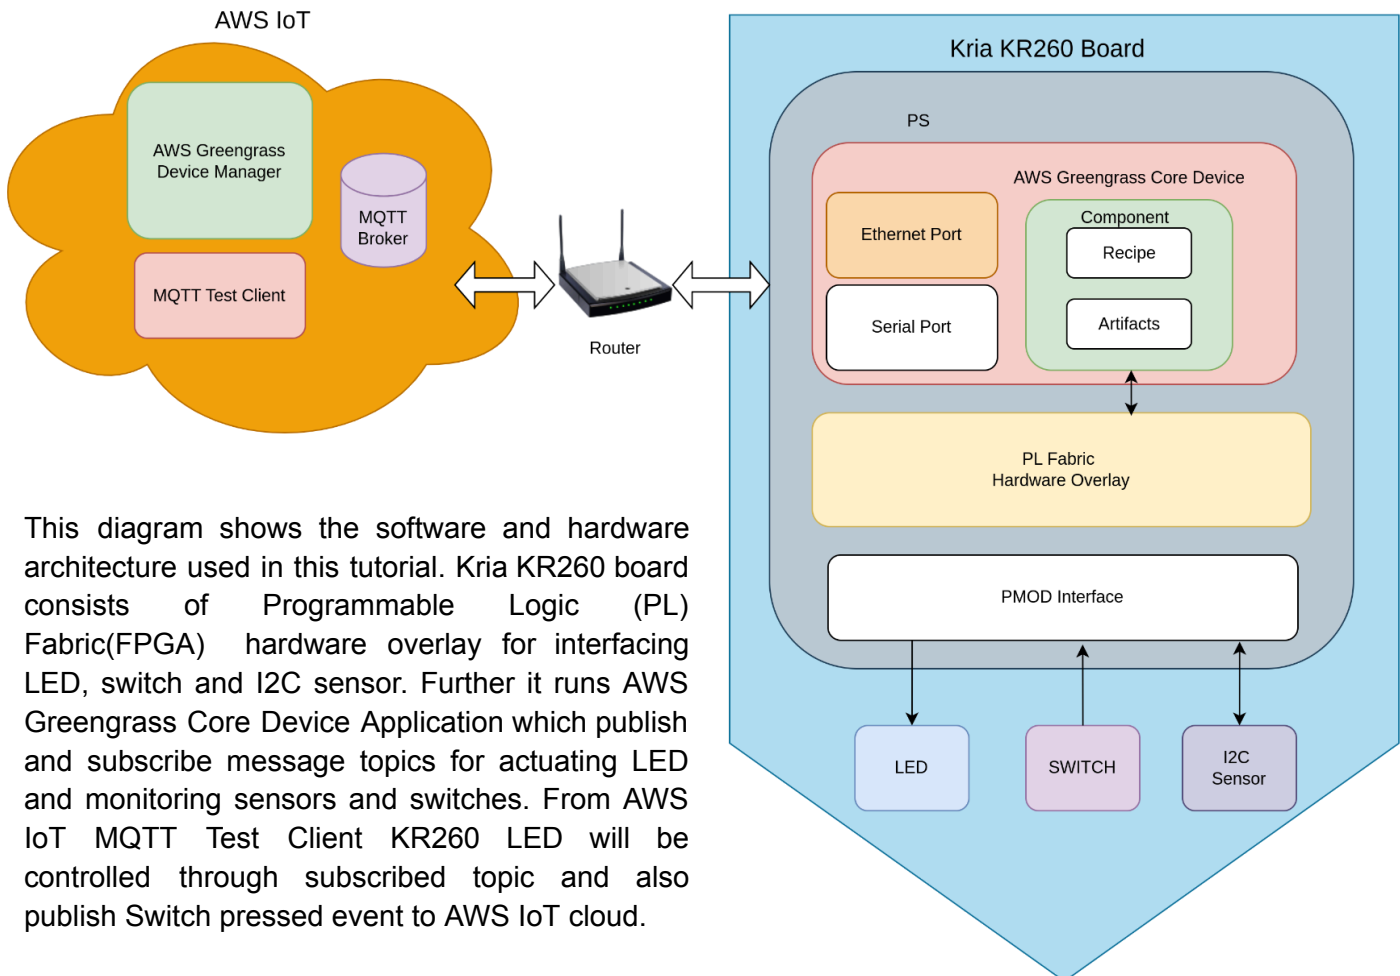 AWS IoT
AWS Greengrass
Device Manager
MQTT
Broker
MQTT Test Client
Router
Kria KR260 Board
PS
AWS Greengrass Core Device
Ethernet Port
Serial Port
Component
Recipe
Artifacts
PL Fabric
Hardware Overlay
PMOD Interface
LED
SWITCH
I2C
Sensor
This diagram shows the software and hardware
architecture used in this tutorial. Kria KR260 board
consists of Programmable Logic (PL)
Fabric(FPGA) hardware overlay for interfacing
LED, switch and I2C sensor. Further it runs AWS
Greengrass Core Device Application which publish
and subscribe message topics for actuating LED
and monitoring sensors and switches. From AWS
IoT MQTT Test Client KR260 LED will be
controlled through subscribed topic and also
publish Switch pressed event to AWS IoT cloud.